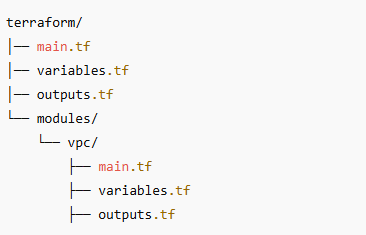 terraform/
│── main.tf
│── variables.tf
│── outputs.tf
└── modules/
    └── vpc/
        ├── main.tf
        ├── variables.tf
        ├── outputs.tf